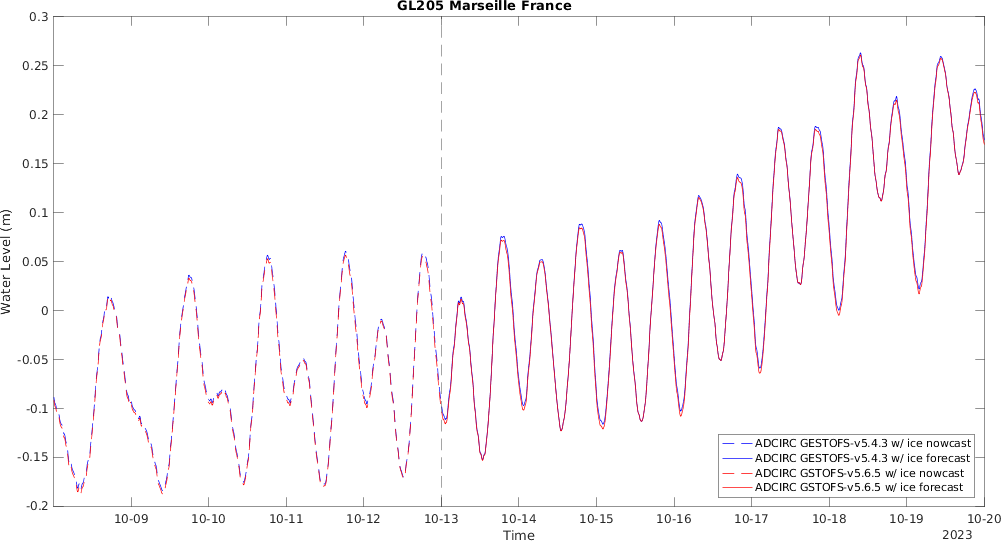 GL205 Marseille France
0.3
0.25
0.2
0.15
0.1
0.05
0
-0.05
-0.1
-0.15
-0.2
Water Level (m)
ADCIRC GESTOFS-v5.4.3 w/ ice nowcast
ADCIRC GESTOFS-v5.4.3 w/ ice forecast
ADCIRC GSTOFS-v5.6.5 w/ ice nowcast
ADCIRC GSTOFS-v5.6.5 w/ ice forecast
10-09 10-10 10-11 10-12 10-13 10-14 10-15 10-16 10-17 10-18 10-19 10-20
Time
2023